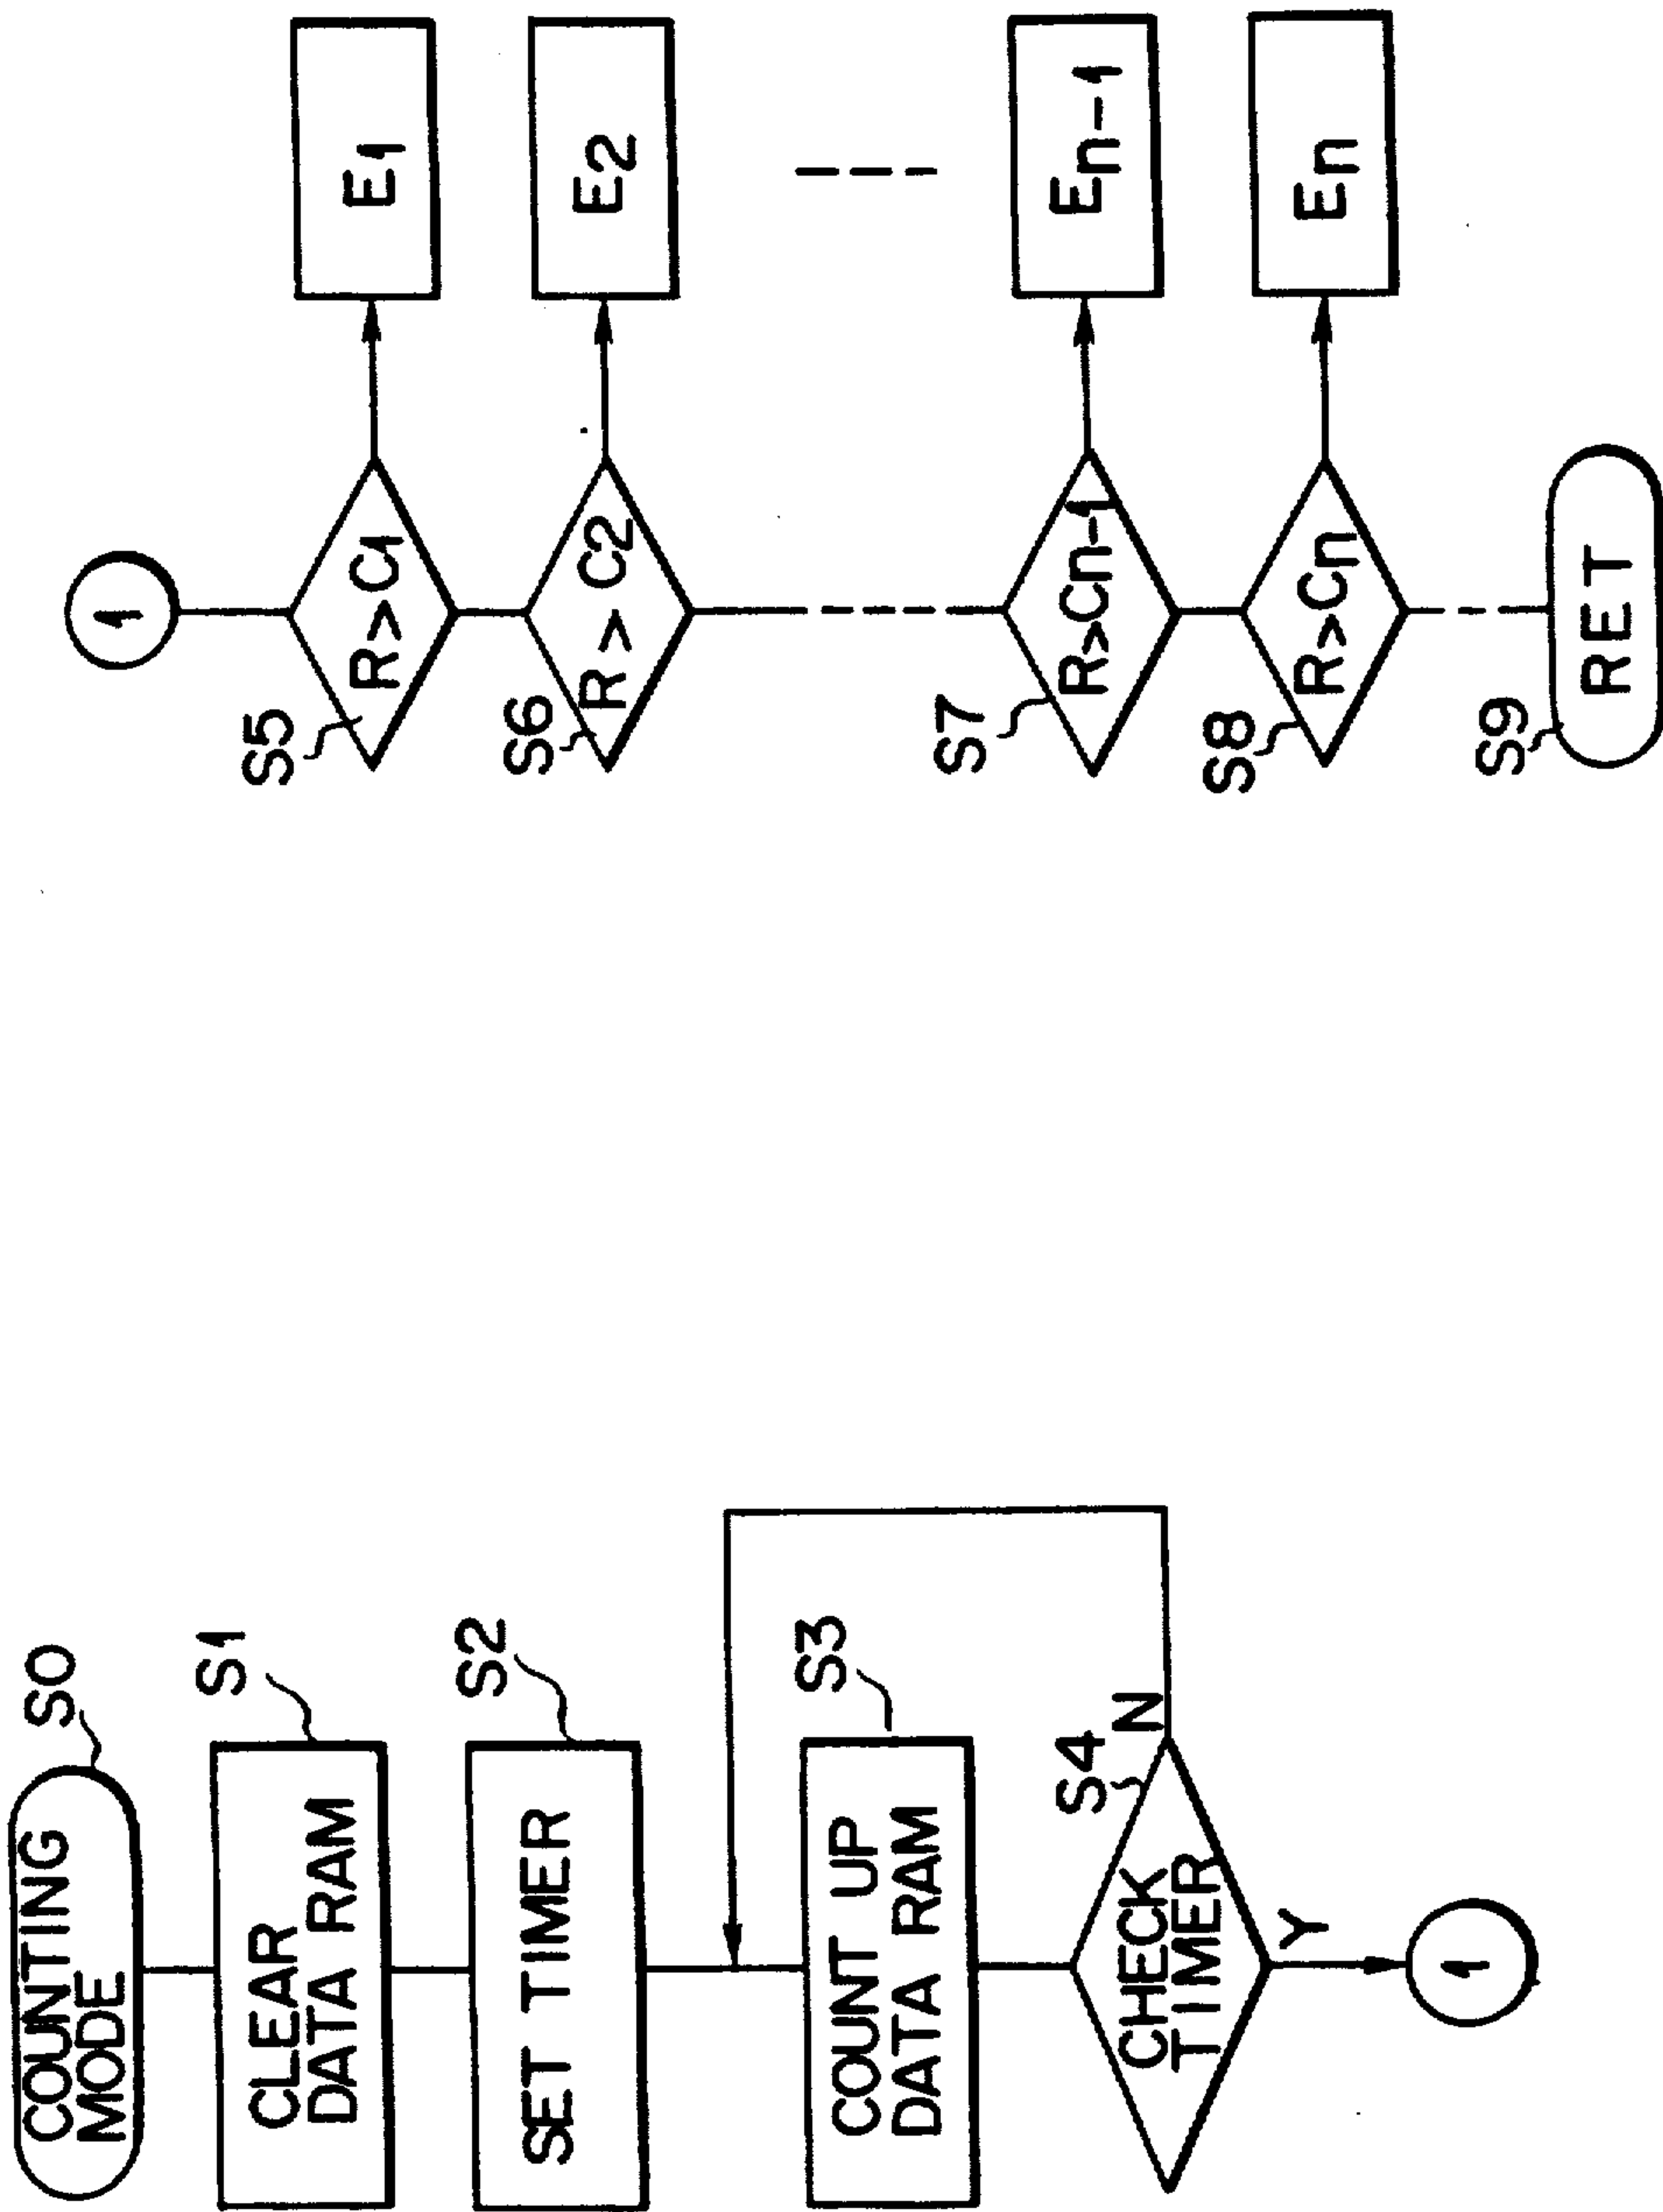 COUNTING
MODE
S0
CLEAR
DATA RAM
S1
SET TIMER
S2
COUNT UP
DATA RAM
S3
CHECK
TIMER
S4
N
Y
1
1
R>C1
S5
E1
R > C2
S6
E2
R>Cn-1
S7
En-1
R>Cn
S8
En
RET
S9